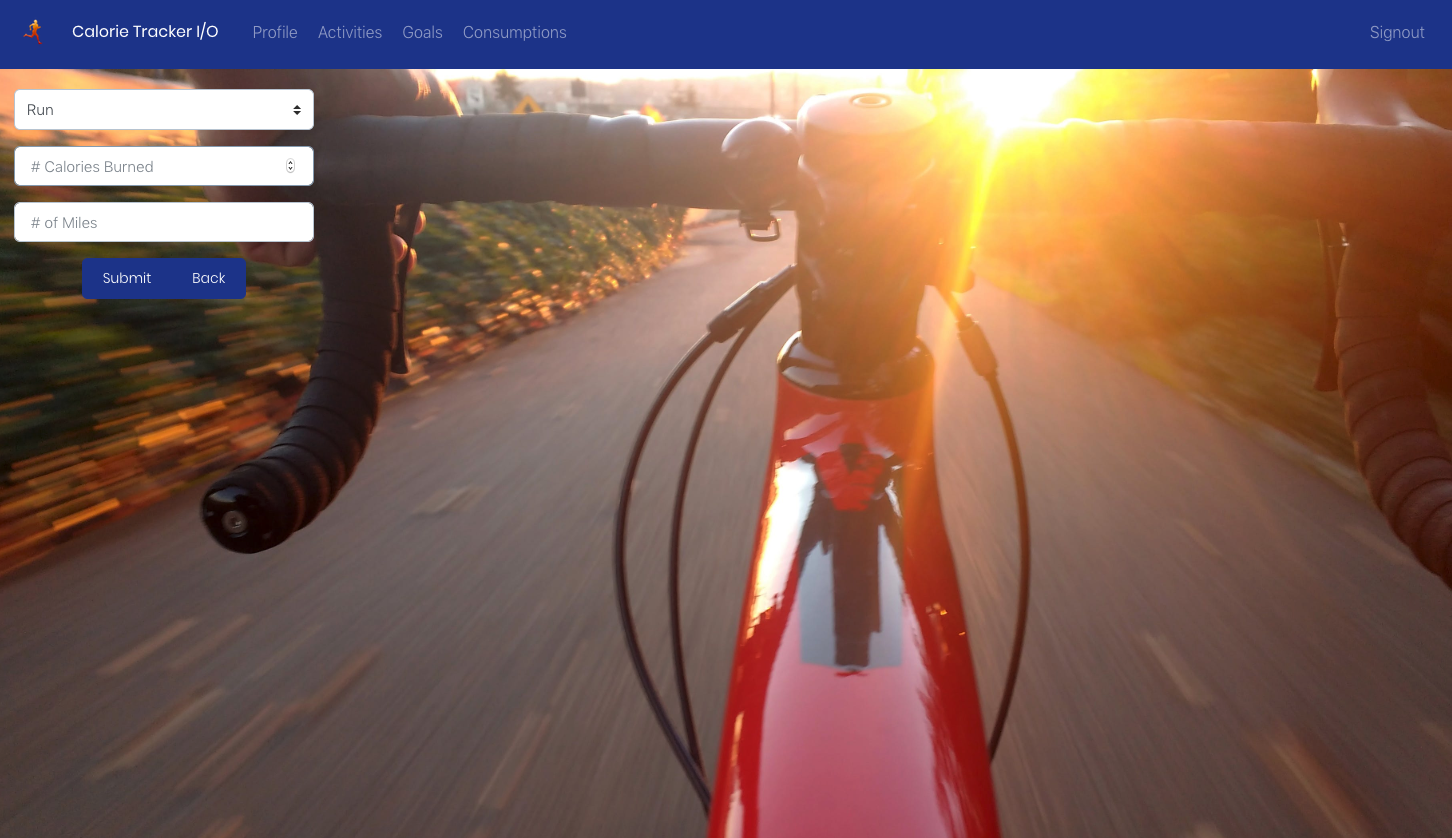 Calorie Tracker I/O Profile Activities Goals Consumptions Signout
Run
# Calories Burned
# of Miles
Submit Back